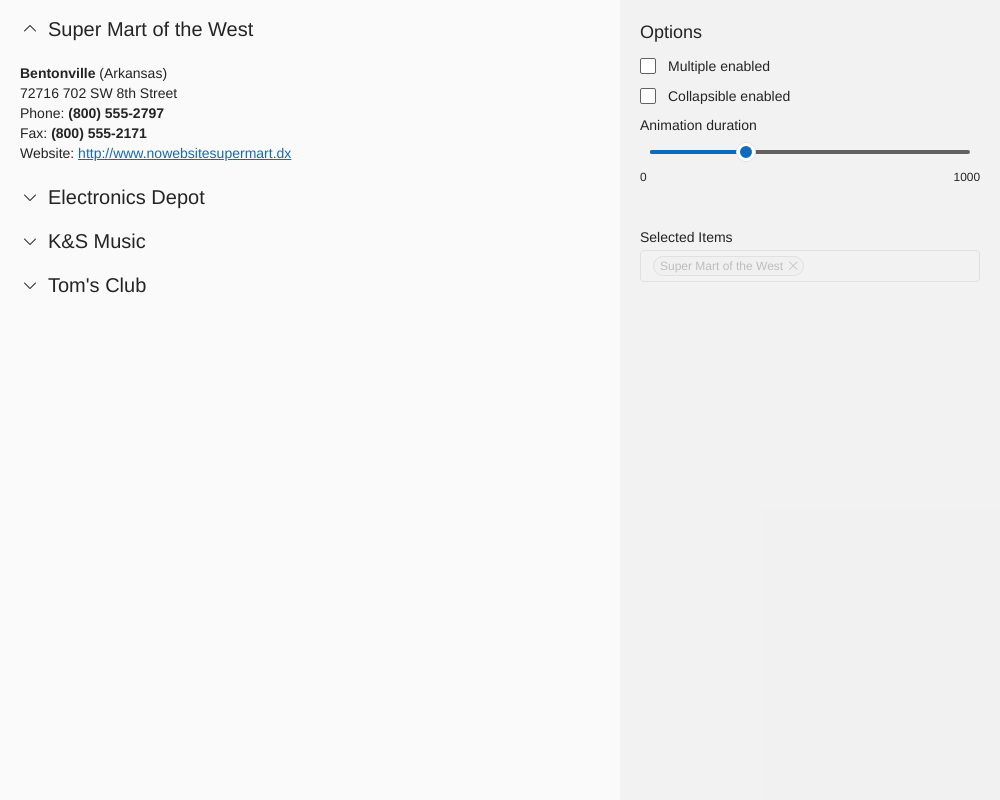 Super Mart of the West
Bentonville (Arkansas)
72716 702 SW 8th Street
Phone: (800) 555-2797
Fax: (800) 555-2171
Website: http://www.nowebsitesupermart.dx
Electronics Depot
K&S Music
Tom's Club
Options
Multiple enabled
Collapsible enabled
Animation duration
0 1000
Selected Items
Super Mart of the West